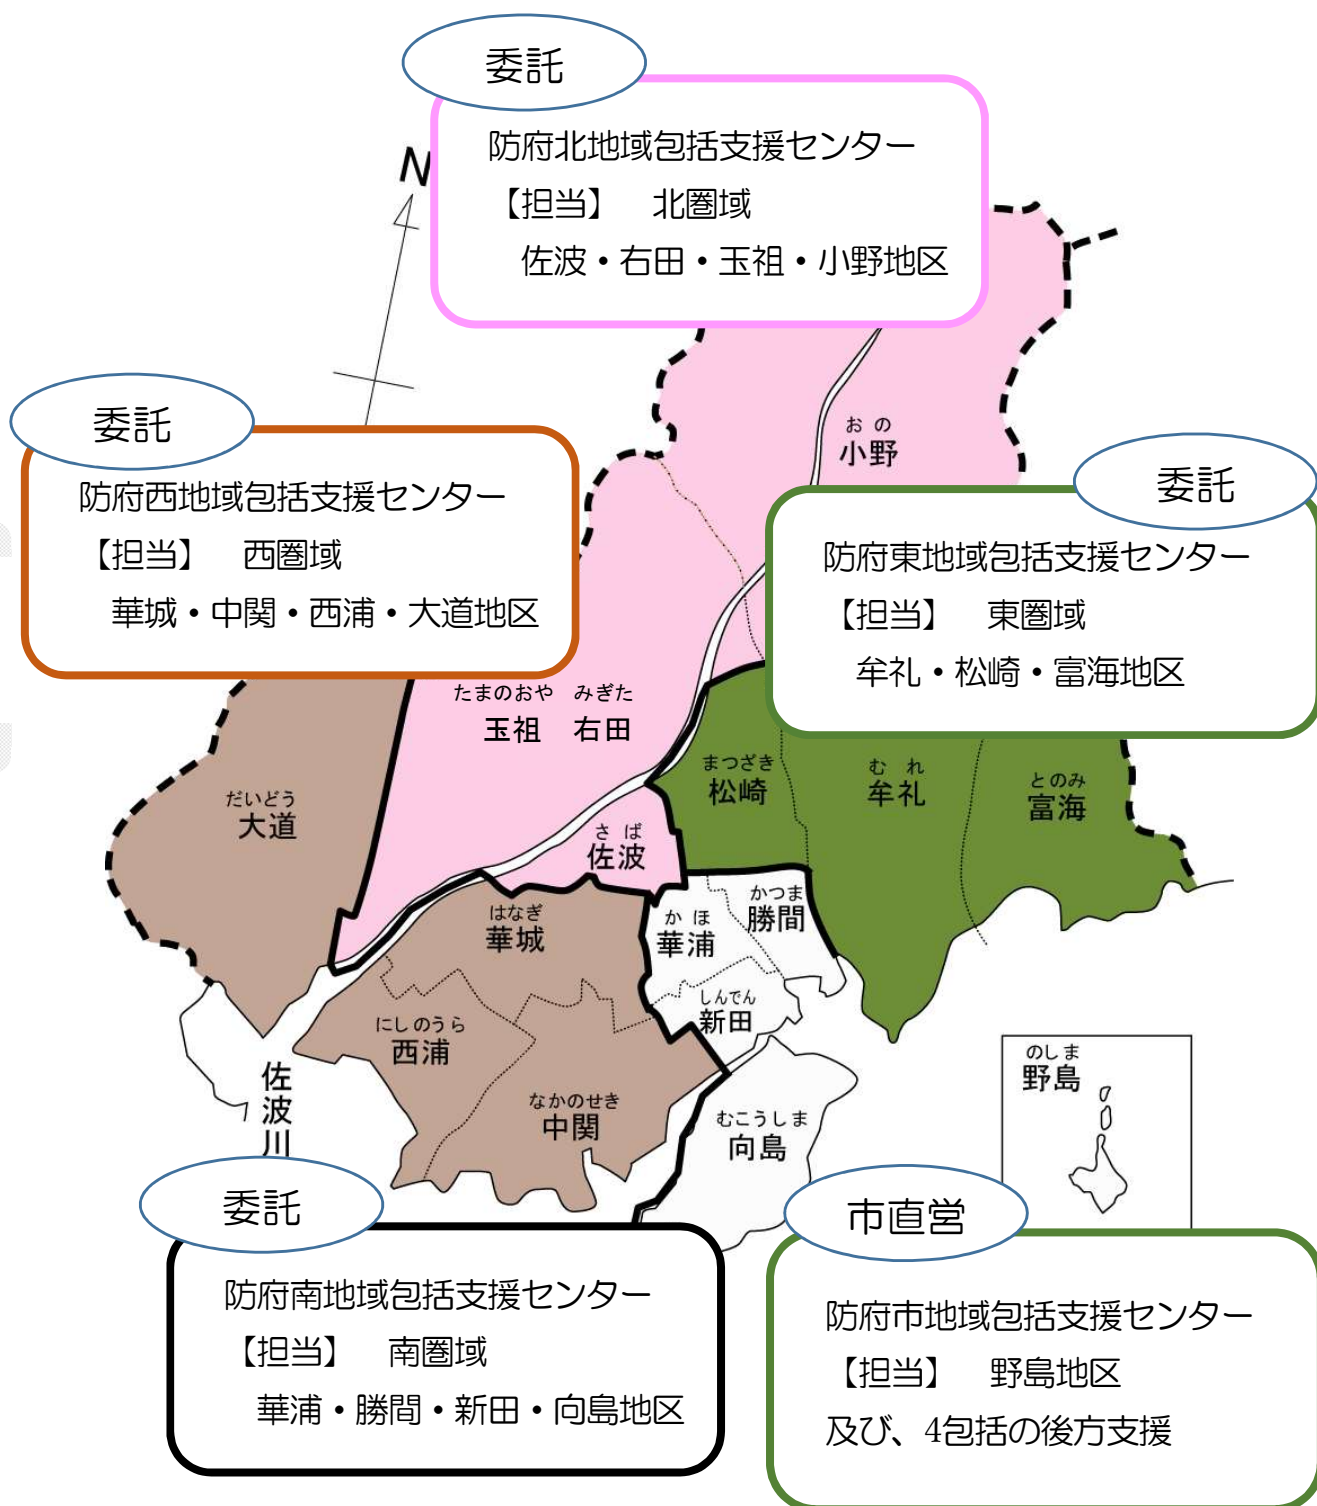 委託
防府北地域包括支援センター
【担当】　北圏域
佐波・右田・玉祖・小野地区
N
委託
防府西地域包括支援センター
【担当】　西圏域
華城・中関・西浦・大道地区
おの
小野
委託
防府東地域包括支援センター
【担当】　東圏域
牟礼・松崎・富海地区
たまのおや　みぎた
玉祖　右田
まつざき
松崎
むれ
牟礼
とのみ
富海
だいどう
大道
さば
佐波
はなぎ
華城
かほ
華浦
かつま
勝間
しんでん
新田
にしのうら
西浦
なかのせき
中関
むこうしま
向島
のしま
野島
佐波川
委託
防府南地域包括支援センター
【担当】　南圏域
華浦・勝間・新田・向島地区
市直営
防府市地域包括支援センター
【担当】　野島地区
及び、4包括の後方支援